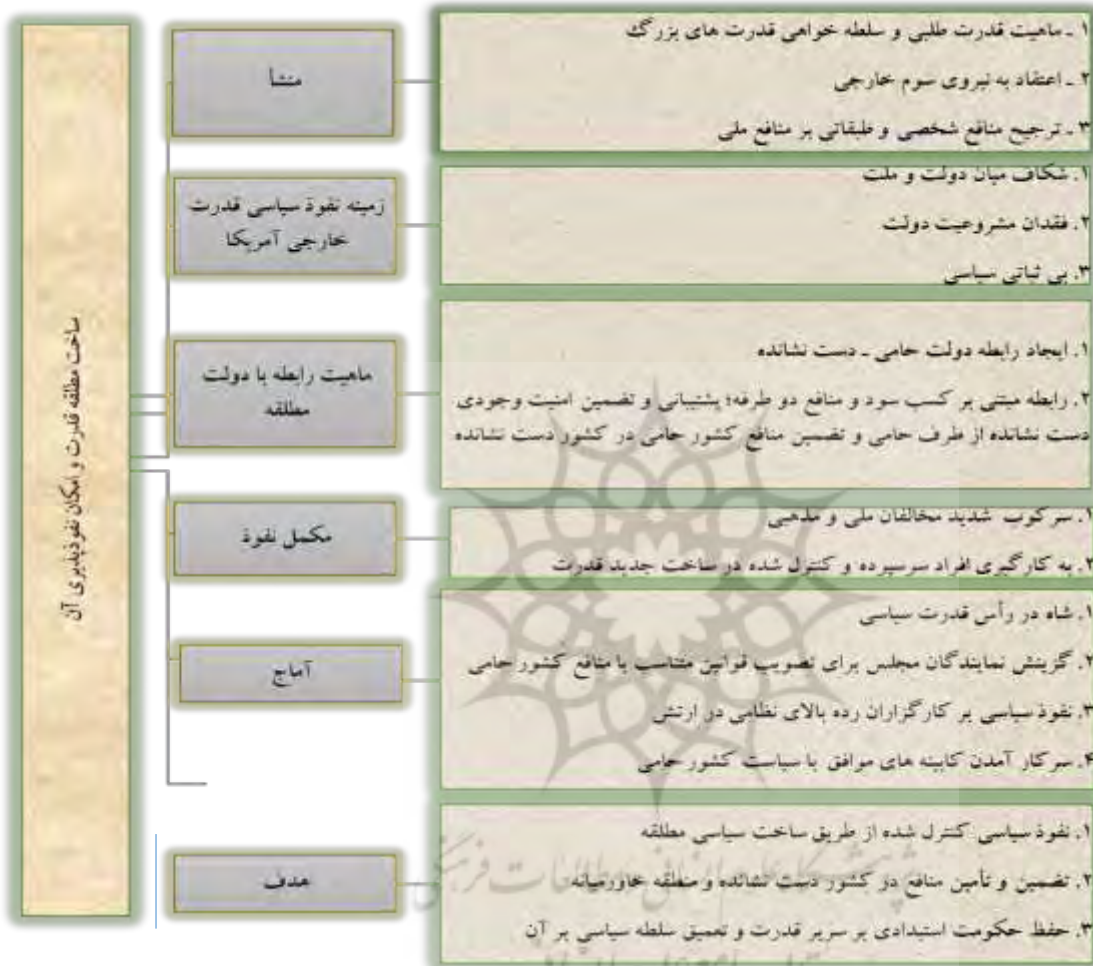 ساخت مطلقه قدرت و امکان نفوذپذیری آن
منشأ
۱ ـ ماهیت قدرت طلبی و سلطه خواهی قدرت های بزرگ
۲ ـ اعتقاد به نیروی سوم خارجی
۳ ـ ترجیح منافع شخصی و طبقاتی بر منافع ملی
زمینه نفوذ سیاسی قدرت
خارجی آمریکا
۱. شکاف میان دولت و ملت
۲. فقدان مشروعیت دولت
۳. بی ثباتی سیاسی
ماهیت رابطه با دولت
مطلقه
۱. ایجاد رابطه دولت حامی ـ دست نشانده
۲. رابطه مبتنی بر کسب سود و منافع دو طرفه؛ پشتیبانی و تضمین امنیت وجودی
دست نشانده از طرف حامی و تضمین منافع کشور حامی در کشور دست نشانده
مکمل نفوذ
۱. سرکوب شدید مخالفان ملی و مذهبی
۲. به کارگیری افراد سرسپرده و کنترل شده در ساخت جدید قدرت
آماج
۱. شاه در رأس قدرت سیاسی
۲. گزینش نمایندگان مجلس برای تصویب قوانین متناسب با منافع کشور حامی
۳. نفوذ سیاسی بر کارگزاران رده بالای نظامی در ارتش
۴. سرکار آمدن کابینه های موافق با سیاست کشور حامی
هدف
۱. نفوذ سیاسی کنترل شده از طریق ساخت سیاسی مطلقه
۲. تضمین و تأمین منافع در کشور دست نشانده و منطقه خاورمیانه
۳. حفظ حکومت استبدادی بر سریر قدرت و تعمیق سلطه سیاسی بر آن
پژوهشگاه علوم انسانی و مطالعات فرهنگی